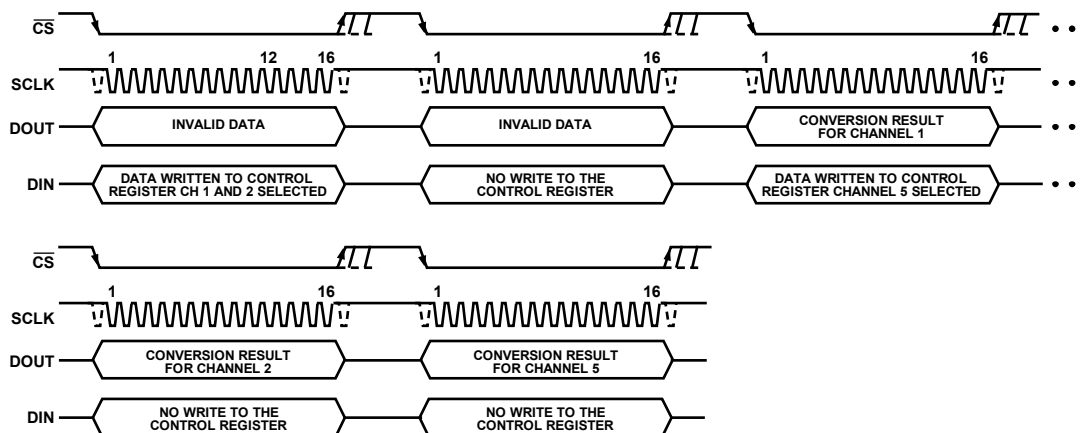 CS
1 12 16 1 16 1 16
SCLK
DOUT INVALID DATA INVALID DATA CONVERSION RESULT
FOR CHANNEL 1
DIN DATA WRITTEN TO CONTROL
REGISTER CH 1 AND 2 SELECTED
NO WRITE TO THE
CONTROL REGISTER
DATA WRITTEN TO CONTROL
REGISTER CHANNEL 5 SELECTED
CS
1 16 1 16
SCLK
DOUT CONVERSION RESULT
FOR CHANNEL 2
CONVERSION RESULT
FOR CHANNEL 5
DIN NO WRITE TO THE
CONTROL REGISTER
NO WRITE TO THE
CONTROL REGISTER